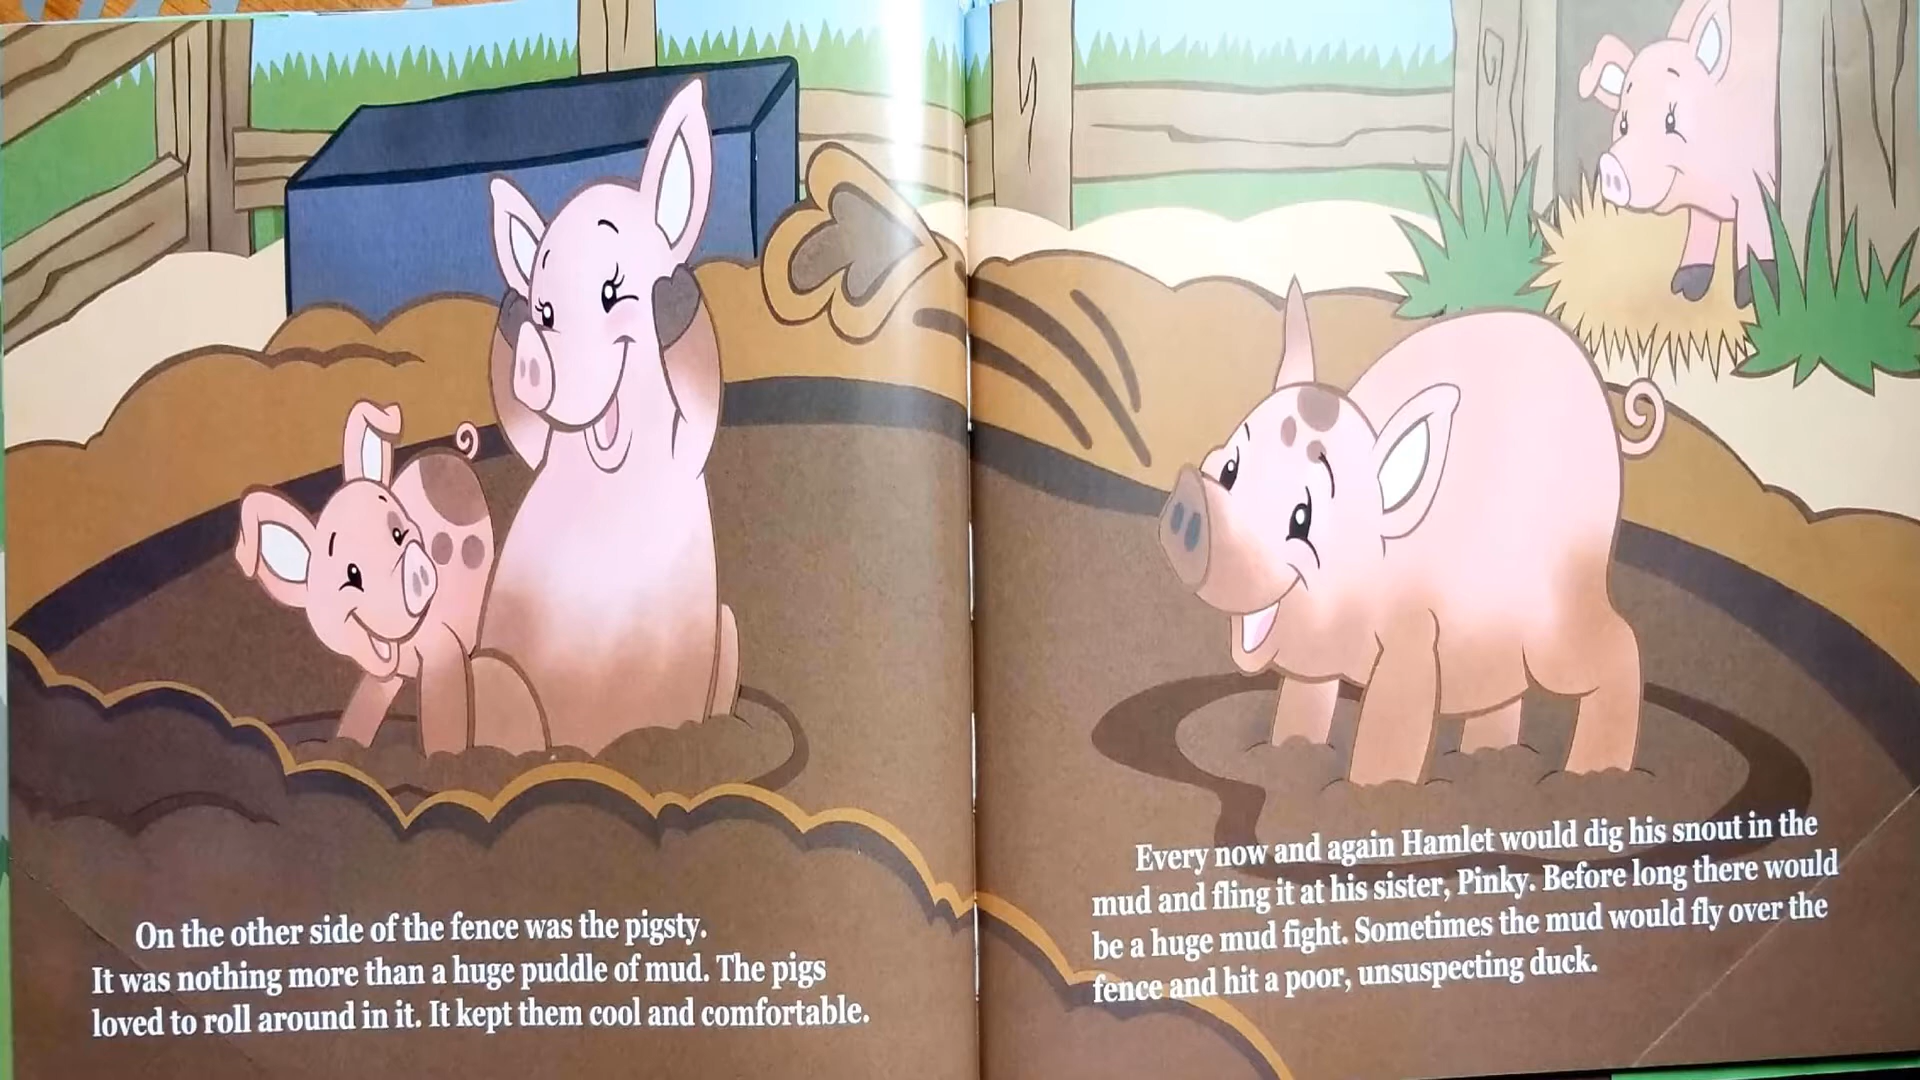 On the other side of the fence was the pigsty.
It was nothing more than a huge puddle of mud. The pigs
loved to roll around in it. It kept them cool and comfortable.
Every now and again Hamlet would dig his snout in the
mud and fling it at his sister, Pinky. Before long there would
be a huge mud fight. Sometimes the mud would fly over the
fence and hit a poor, unsuspecting duck.